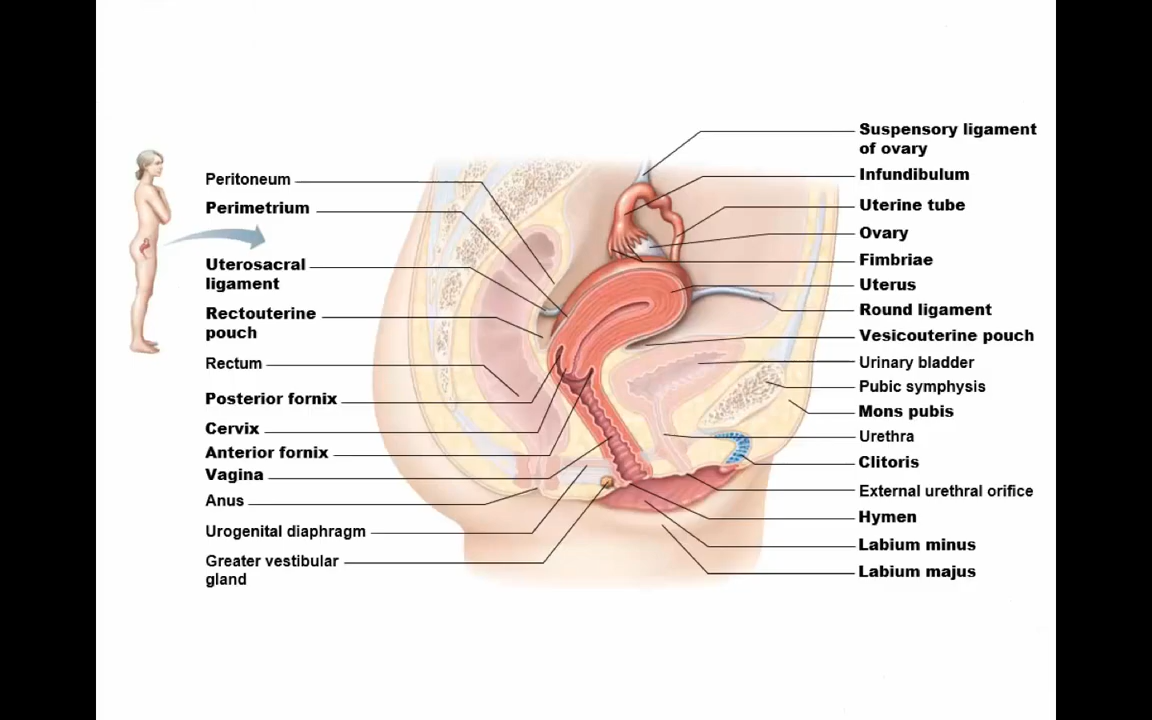 Peritoneum
Perimetrium
Uterosacral
ligament
Rectouterine
pouch
Rectum
Posterior fornix
Cervix
Anterior fornix
Vagina
Anus
Urogenital diaphragm
Greater vestibular
gland
Suspensory ligament
of ovary
Infundibulum
Uterine tube
Ovary
Fimbriae
Uterus
Round ligament
Vesicouterine pouch
Urinary bladder
Pubic symphysis
Mons pubis
Urethra
Clitoris
External urethral orifice
Hymen
Labium minus
Labium majus